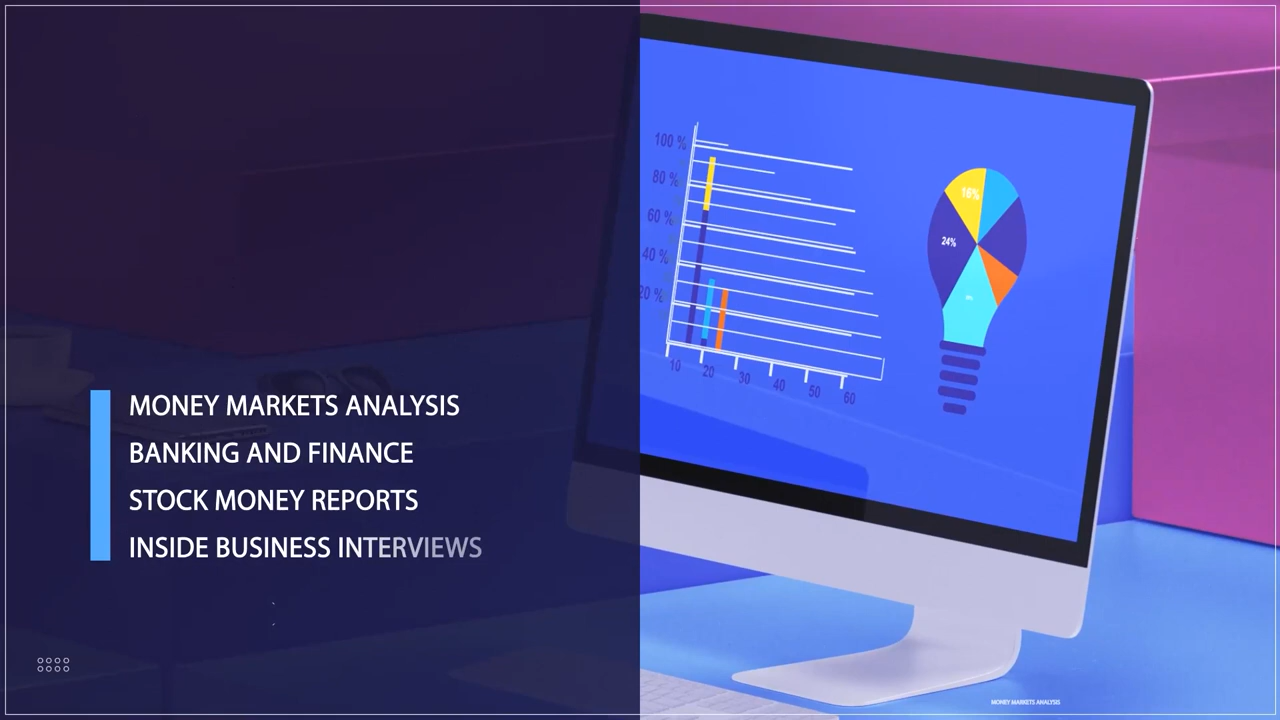 MONEY MARKETS ANALYSIS
BANKING AND FINANCE
STOCK MONEY REPORTS
INSIDE BUSINESS INTERVIEWS
100 %
80 %
60 %
40 %
20 %
10 20 30 40 50 60
16%
24%
MONEY MARKETS ANALYSIS